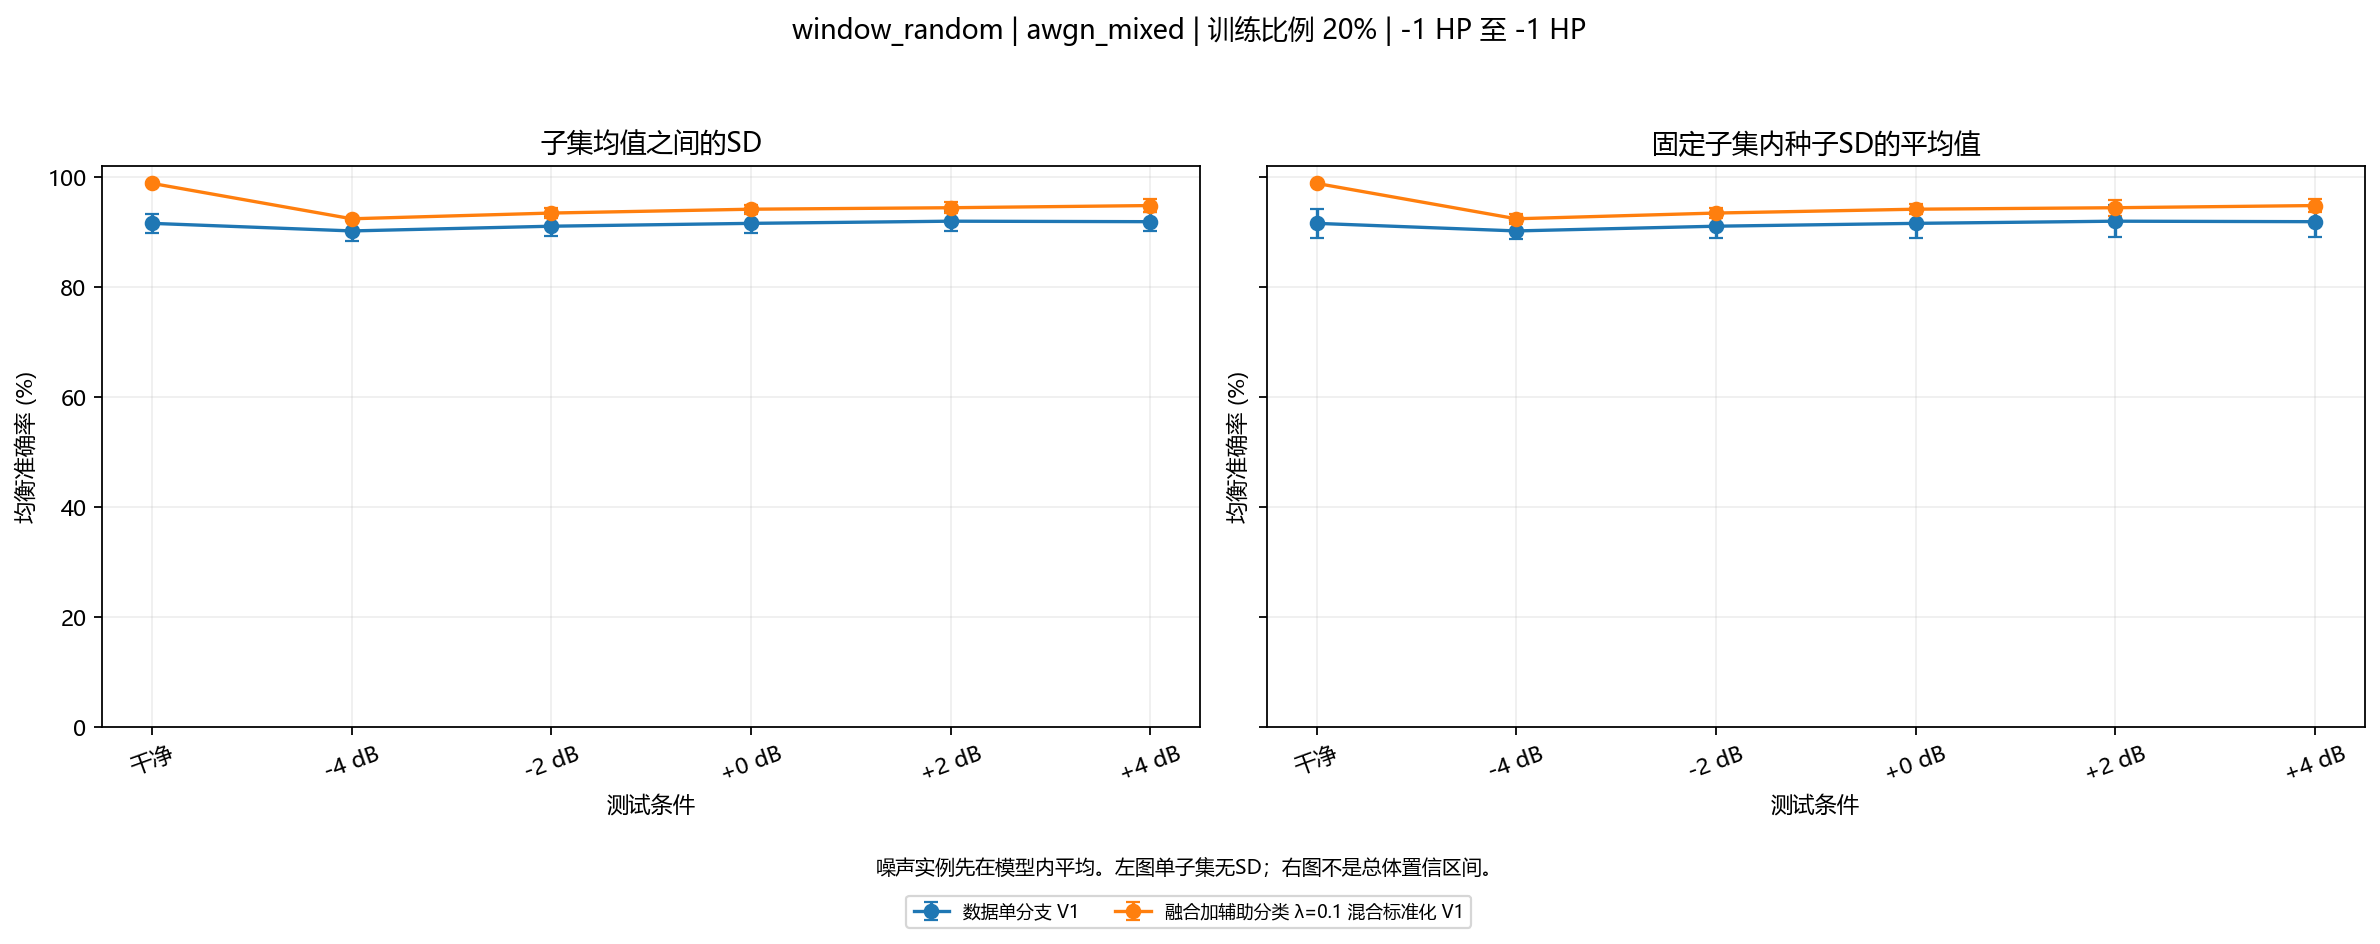 window_random | awgn_mixed | 训练比例 20% | -1 HP 至 -1 HP
子集均值之间的SD
固定子集内种子SD的平均值
均衡准确率 (%)
100
80
60
40
20
0
干净
-4 dB
-2 dB
+0 dB
+2 dB
+4 dB
测试条件
均衡准确率 (%)
干净
-4 dB
-2 dB
+0 dB
+2 dB
+4 dB
测试条件
噪声实例先在模型内平均。左图单子集无SD；右图不是总体置信区间。
数据单分支 V1
融合加辅助分类 λ=0.1 混合标准化 V1